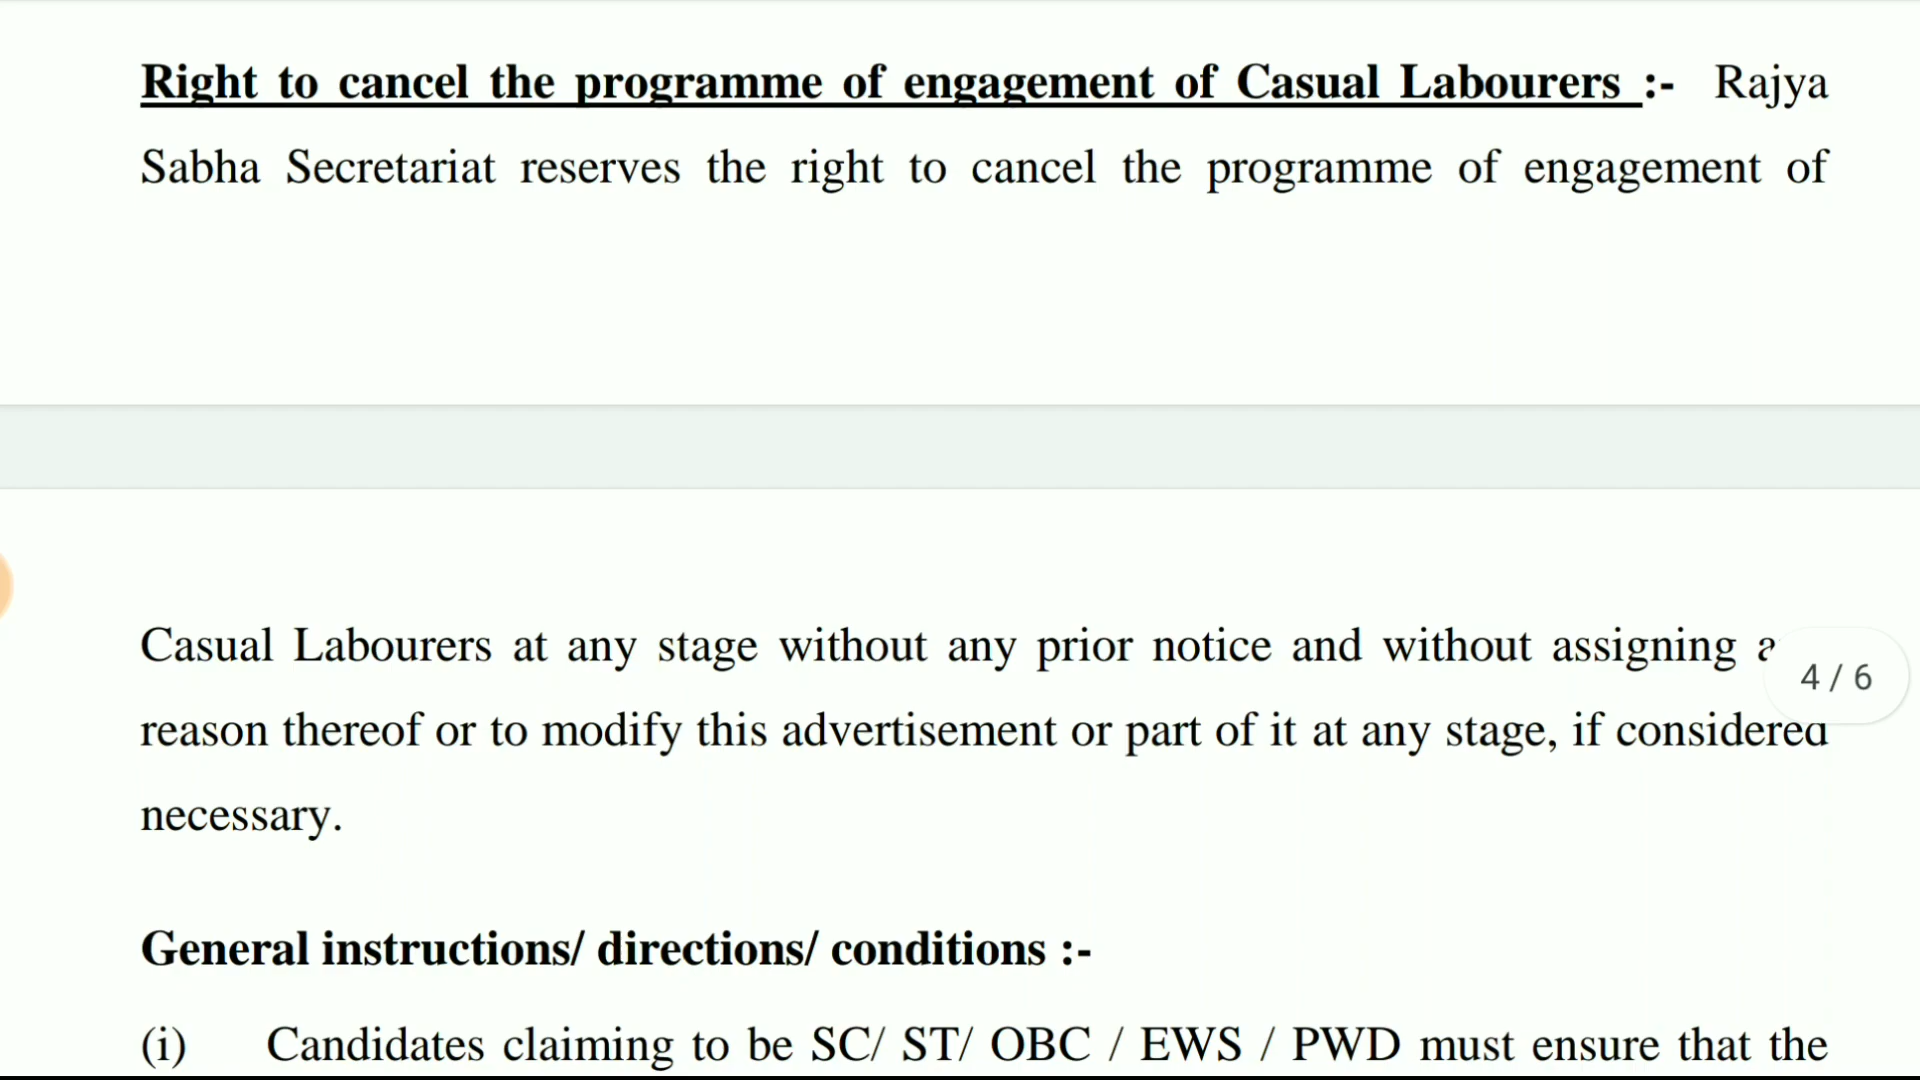 Right to cancel the programme of engagement of Casual Labourers :- Rajya
Sabha Secretariat reserves the right to cancel the programme of engagement of
Casual Labourers at any stage without any prior notice and without assigning
4 / 6
reason thereof or to modify this advertisement or part of it at any stage, if considered
necessary.
General instructions/ directions/ conditions :-
(i) Candidates claiming to be SC/ ST/ OBC / EWS / PWD must ensure that the